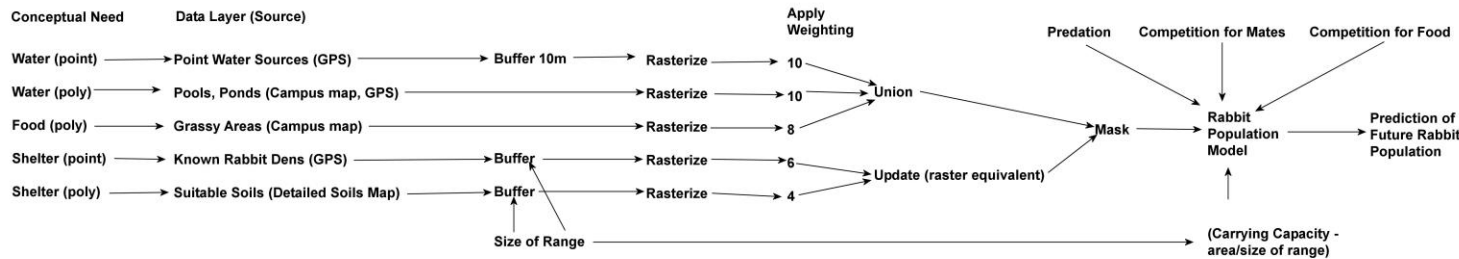 Conceptual Need
Data Layer (Source)
Apply
Weighting
Predation
Competition for Mates
Competition for Food
Water (point)
Point Water Sources (GPS)
Buffer 10m
Rasterize
10
Water (poly)
Pools, Ponds (Campus map, GPS)
Rasterize
10
Union
Food (poly)
Grassy Areas (Campus map)
Rasterize
8
Mask
Rabbit
Population
Model
Prediction of
Future Rabbit
Population
Shelter (point)
Known Rabbit Dens (GPS)
Buffer
Rasterize
6
Update (raster equivalent)
Shelter (poly)
Suitable Soils (Detailed Soils Map)
Buffer
Rasterize
4
Size of Range
(Carrying Capacity -
area/size of range)